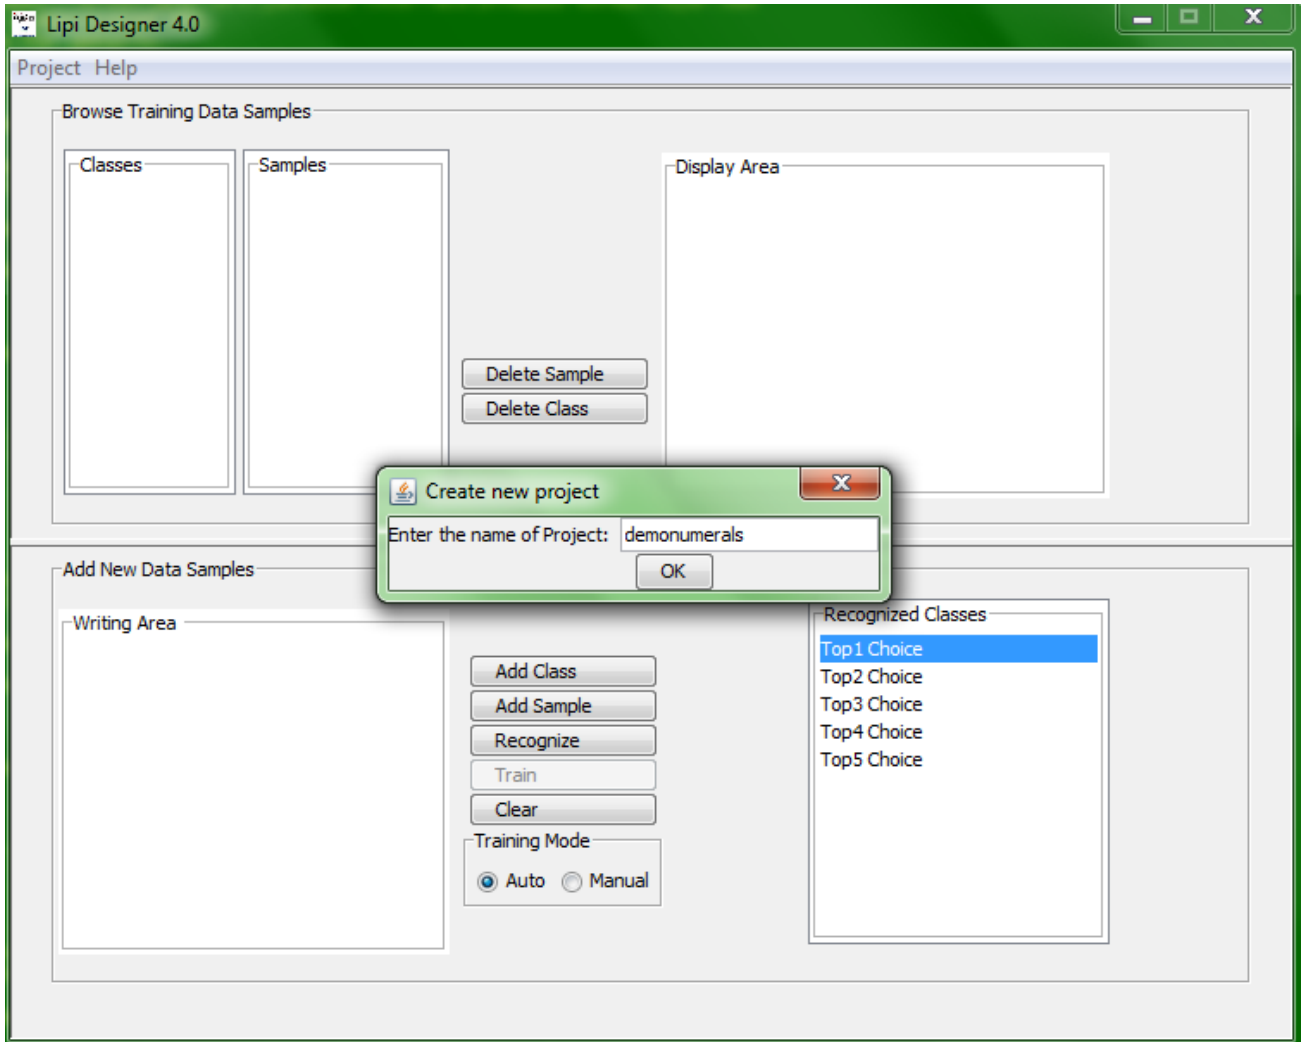 Lipi Designer 4.0
Project Help
Browse Training Data Samples
Classes
Samples
Display Area
Delete Sample
Delete Class
Create new project
Enter the name of Project: demonumerals
OK
Add New Data Samples
Writing Area
Add Class
Add Sample
Recognize
Train
Clear
Training Mode
Auto Manual
Recognized Classes
Top1 Choice
Top2 Choice
Top3 Choice
Top4 Choice
Top5 Choice